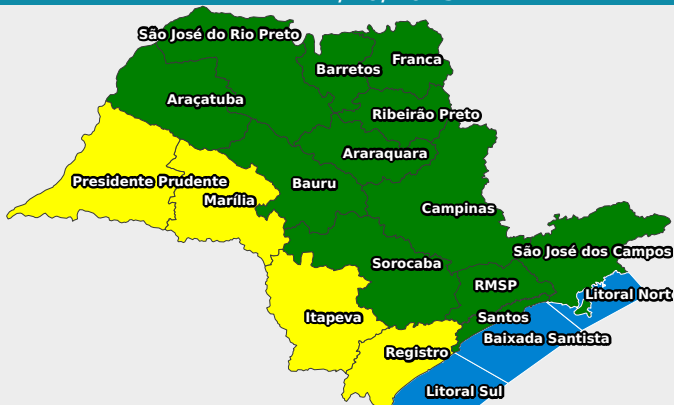 São José do Rio Preto
Franca
Barretos
Araçatuba
Ribeirão Preto
Araraquara
Presidente Prudente
Bauru
Marília
Campinas
São José dos Campos
Sorocaba
RMSP
Litoral Nort
Itapeva
Santos
Baixada Santista
Registro
Litoral Sul